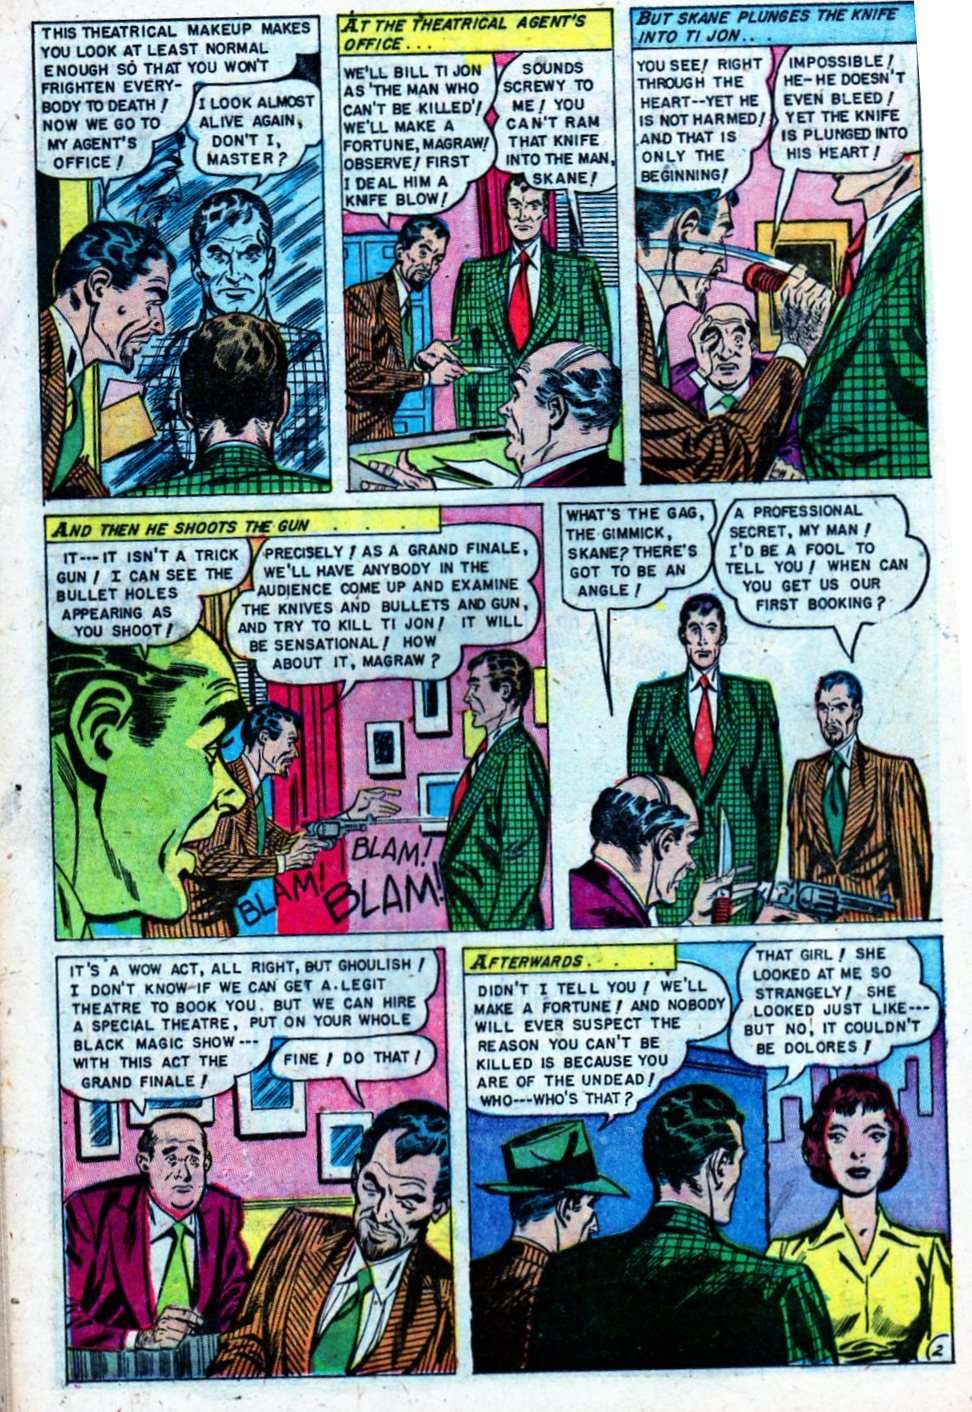 THIS THEATRICAL MAKEUP MAKES
YOU LOOK AT LEAST NORMAL
ENOUGH SO THAT YOU WON'T
FRIGHTEN EVERY-
BODY TO DEATH!
NOW WE GO TO
MY AGENT'S
OFFICE!
I LOOK ALMOST
ALIVE AGAIN,
DON'T I,
MASTER?
AT THE THEATRICAL AGENT'S
OFFICE...
WE'LL BILL TI JON
AS 'THE MAN WHO
CAN'T BE KILLED'!
WE'LL MAKE A
FORTUNE, MAGRAW!
OBSERVE! FIRST
I DEAL HIM A
KNIFE BLOW!
SOUNDS
SCREWY TO
ME! YOU
CAN'T RAM
THAT KNIFE
INTO THE MAN,
SKANE!
BUT SKANE PLUNGES THE KNIFE
INTO TI JON...
YOU SEE! RIGHT
THROUGH THE
HEART--YET HE
IS NOT HARMED!
AND THAT IS
ONLY THE
BEGINNING!
IMPOSSIBLE!
HE--HE DOESN'T
EVEN BLEED!
YET THE KNIFE
IS PLUNGED INTO
HIS HEART!
AND THEN HE SHOOTS THE GUN . . . .
IT---IT ISN'T A TRICK
GUN! I CAN SEE THE
BULLET HOLES
APPEARING AS
YOU SHOOT!
PRECISELY! AS A GRAND FINALE,
WE'LL HAVE ANYBODY IN THE
AUDIENCE COME UP AND EXAMINE
THE KNIVES AND BULLETS AND GUN,
AND TRY TO KILL TI JON! IT WILL
BE SENSATIONAL! HOW
ABOUT IT, MAGRAW?
BLAM!
BLAM!
BLAM!
WHAT'S THE GAG,
THE GIMMICK,
SKANE? THERE'S
GOT TO BE AN
ANGLE!
A PROFESSIONAL
SECRET, MY MAN!
I'D BE A FOOL TO
TELL YOU! WHEN CAN
YOU GET US OUR
FIRST BOOKING?
IT'S A WOW ACT, ALL RIGHT, BUT GHOULISH!
I DON'T KNOW IF WE CAN GET A LEGIT
THEATRE TO BOOK YOU. BUT WE CAN HIRE
A SPECIAL THEATRE, PUT ON YOUR WHOLE
BLACK MAGIC SHOW---
WITH THIS ACT THE
GRAND FINALE!
FINE! DO THAT!
AFTERWARDS . . . .
DIDN'T I TELL YOU! WE'LL
MAKE A FORTUNE! AND NOBODY
WILL EVER SUSPECT THE
REASON YOU CAN'T BE
KILLED IS BECAUSE YOU
ARE OF THE UNDEAD!
WHO---WHO'S THAT?
THAT GIRL! SHE
LOOKED AT ME SO
STRANGELY! SHE
LOOKED JUST LIKE---
BUT NO, IT COULDN'T
BE DOLORES!
2